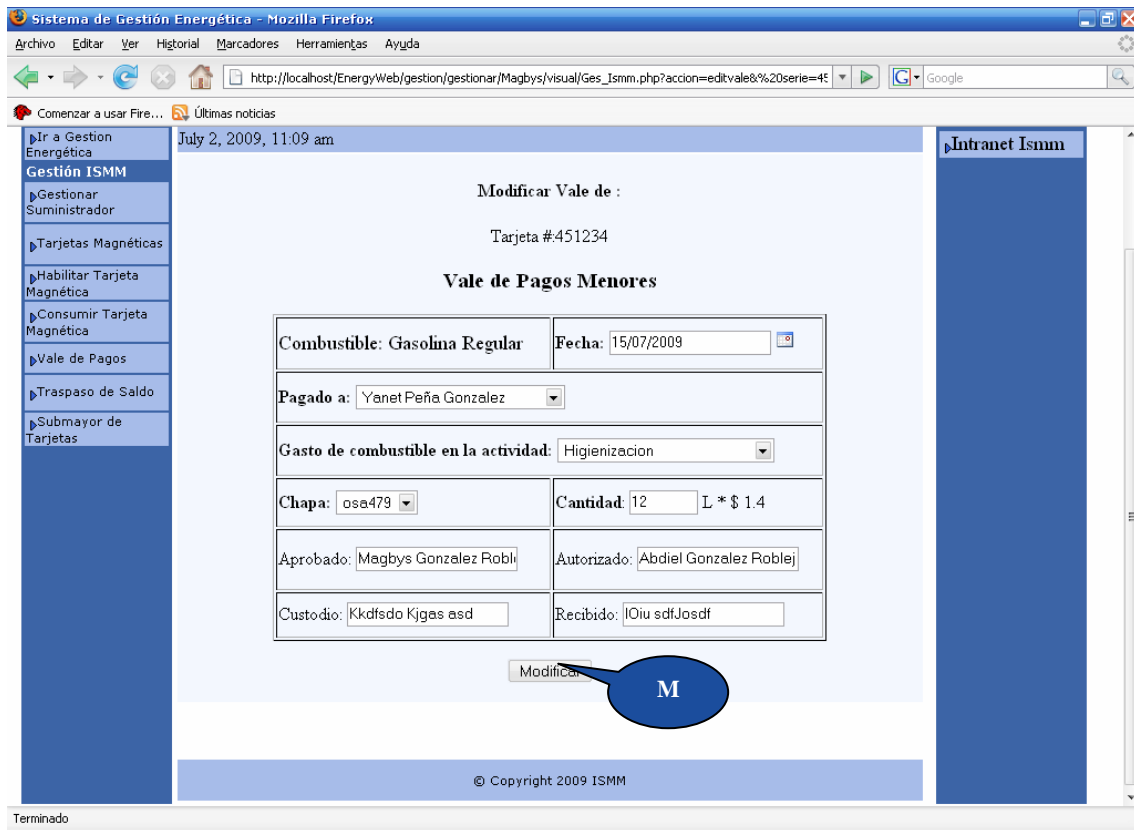 Sistema de Gestión Energética - Mozilla Firefox
Archivo Editar Ver Historial Marcadores Herramientas Ayuda
http://localhost/EnergyWeb/gestion/gestionar/Magbys/visual/Ges_Ismm.php?accion=editvale&%20serie=45 G Google
Comenzar a usar Fire... Últimas noticias
Ir a Gestion
Energética
Gestión ISMM
Gestionar
Suministrador
Tarjetas Magnéticas
Habilitar Tarjeta
Magnética
Consumir Tarjeta
Magnética
Vale de Pagos
Traspaso de Saldo
Submayor de
Tarjetas
July 2, 2009, 11:09 am
Modificar Vale de :
Tarjeta #:451234
Vale de Pagos Menores
Combustible: Gasolina Regular Fecha: 15/07/2009
Pagado a: Yanet Peña Gonzalez
Gasto de combustible en la actividad: Higienizacion
Chapa: osa479 Cantidad: 12 L * $ 1.4
Aprobado: Magbys Gonzalez Roble Autorizado: Abdiel Gonzalez Roblej
Custodio: Kkdfsdo Kjgas asd Recibido: IOiu sdfJosdf
Modificar
M
Intranet Ismm
© Copyright 2009 ISMM
Terminado